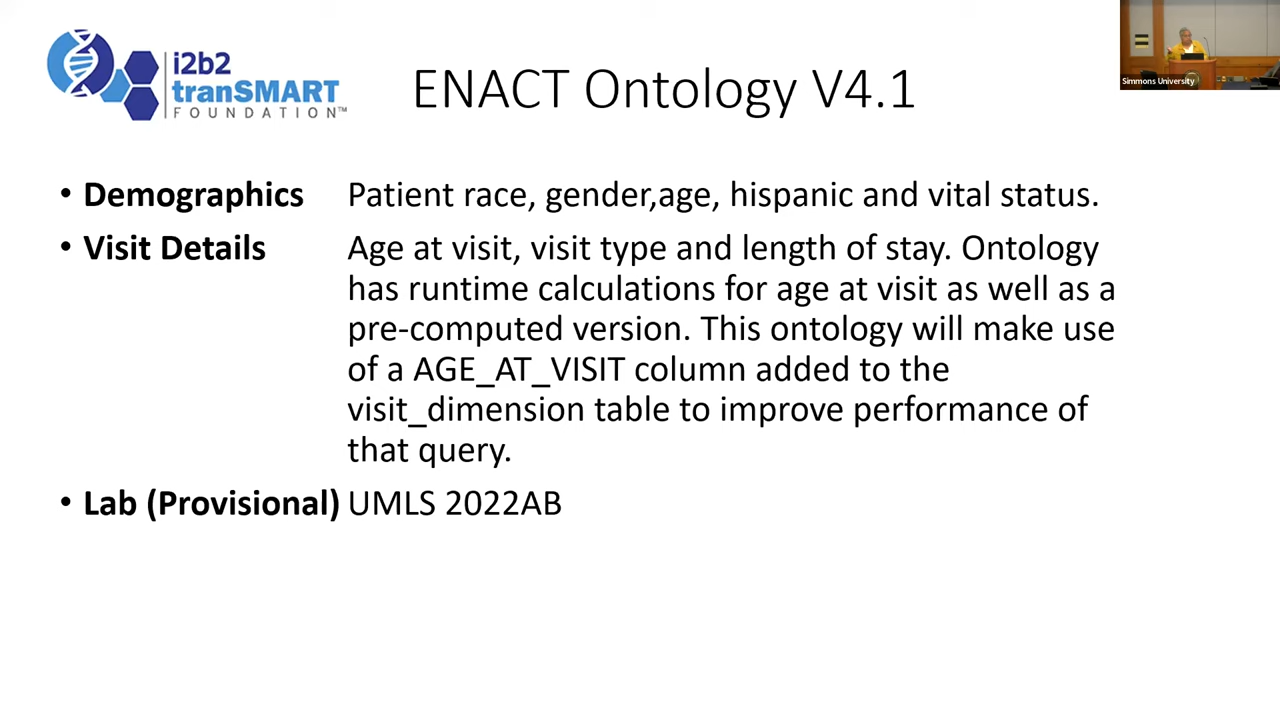 i2b2
tranSMART
FOUNDATION™
ENACT Ontology V4.1
Simmons University
• Demographics Patient race, gender,age, hispanic and vital status.
• Visit Details Age at visit, visit type and length of stay. Ontology
has runtime calculations for age at visit as well as a
pre-computed version. This ontology will make use
of a AGE_AT_VISIT column added to the
visit_dimension table to improve performance of
that query.
• Lab (Provisional) UMLS 2022AB